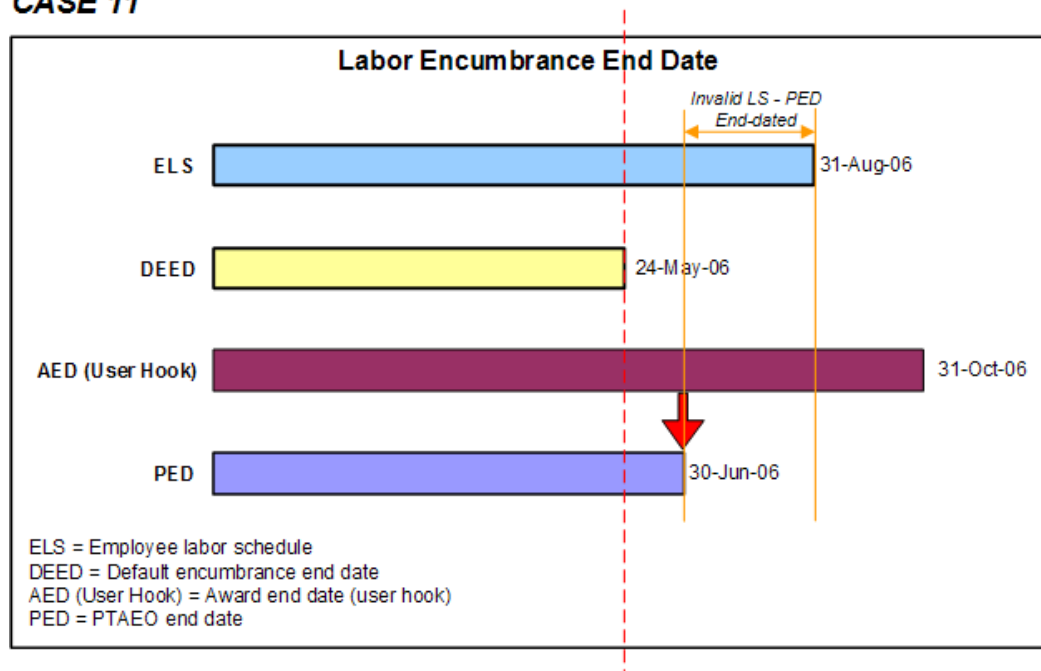 CASE 11
Labor Encumbrance End Date
Invalid LS - PED
End-dated
ELS
31-Aug-06
DEED
24-May-06
AED (User Hook)
31-Oct-06
PED
30-Jun-06
ELS = Employee labor schedule
DEED = Default encumbrance end date
AED (User Hook) = Award end date (user hook)
PED = PTAEO end date